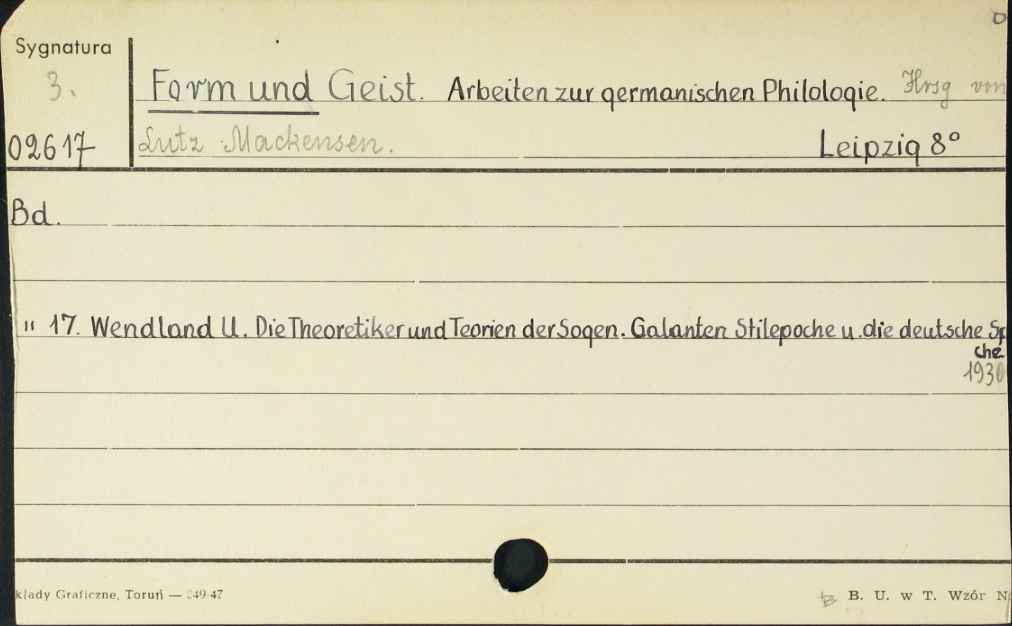 Sygnatura
3.
Form und Geist. Arbeiten zur germanischen Philologie. Hrsg von
02617 Lutz Mackensen. Leipzig 8°
Bd.
" 17. Wendland U. Die Theoretiker und Teorien der Sogen. Galanten Stilepoche u. die deutsche Sp
che
1930
kłady Graficzne, Toruń — 249-47
B. U. w T. Wzór N